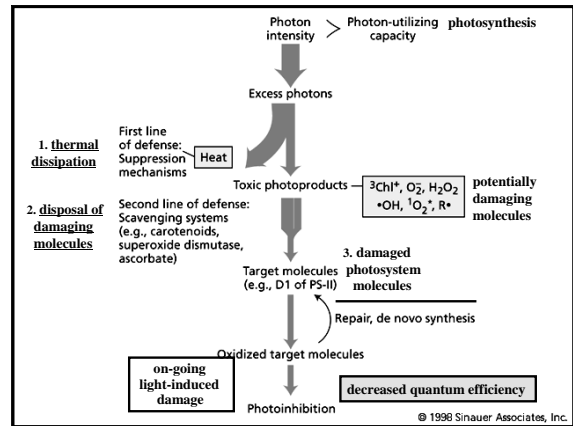 Photon intensity > Photon-utilizing capacity photosynthesis
Excess photons
1. thermal dissipation
First line
of defense:
Suppression
mechanisms
Heat
Toxic photoproducts
³Chl*, O₂⁻, H₂O₂
•OH, ¹O₂*, R•
potentially
damaging
molecules
2. disposal of
damaging
molecules
Second line of defense:
Scavenging systems
(e.g., carotenoids,
superoxide dismutase,
ascorbate)
Target molecules
(e.g., D1 of PS-II)
3. damaged
photosystem
molecules
Repair, de novo synthesis
Oxidized target molecules
on-going
light-induced
damage
decreased quantum efficiency
Photoinhibition
© 1998 Sinauer Associates, Inc.